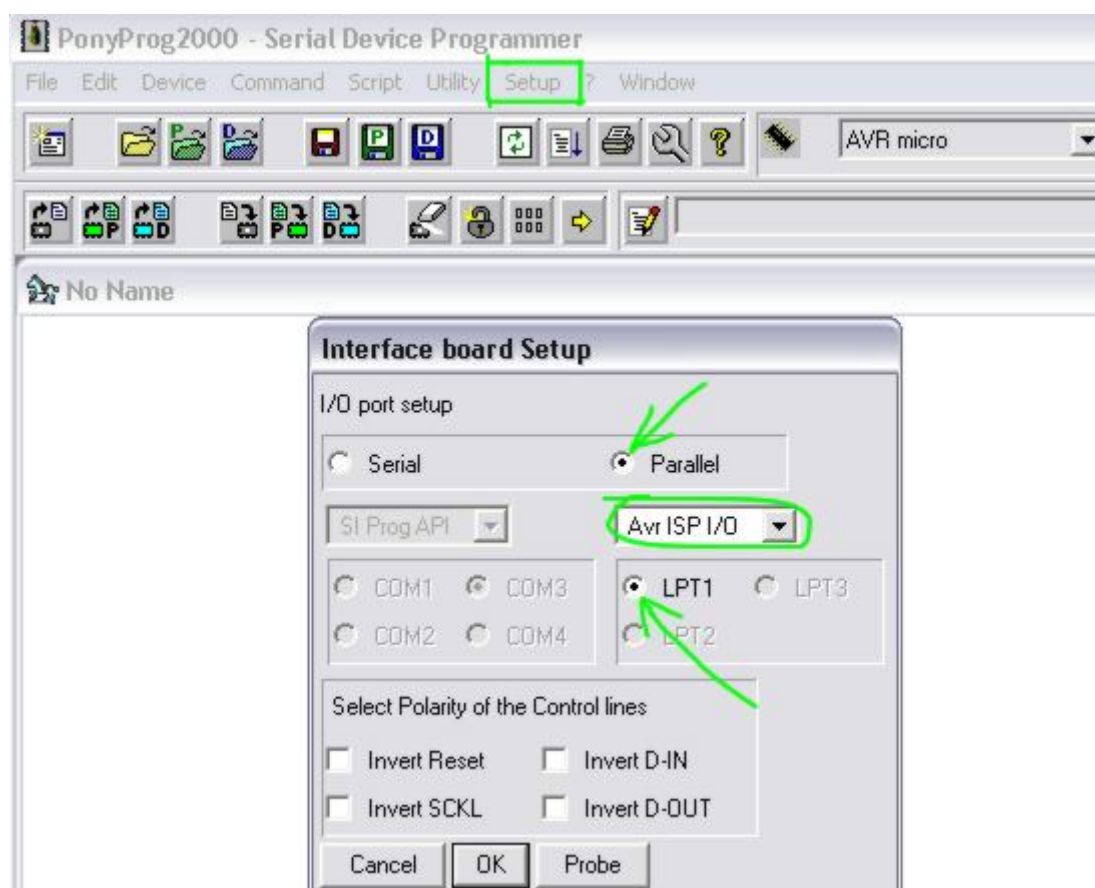 PonyProg2000 - Serial Device Programmer
File Edit Device Command Script Utility Setup ? Window
P D P D AVR micro
P D P D
No Name
Interface board Setup
I/O port setup
Serial Parallel
SI Prog API Avr ISP I/O
COM1 COM3 LPT1 LPT3
COM2 COM4 LPT2
Select Polarity of the Control lines
Invert Reset Invert D-IN
Invert SCKL Invert D-OUT
Cancel OK Probe